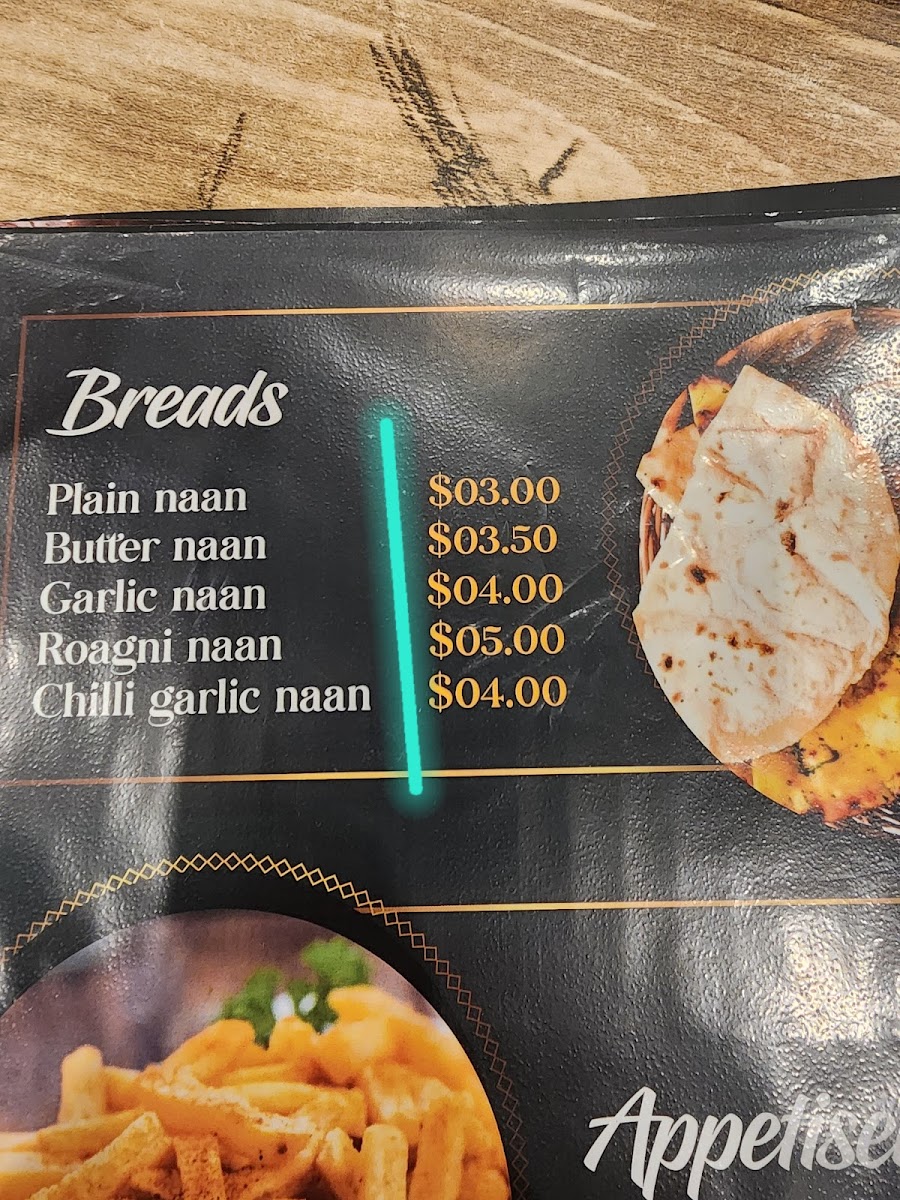 Breads
Plain naan $03.00
Butter naan $03.50
Garlic naan $04.00
Roagni naan $05.00
Chilli garlic naan $04.00